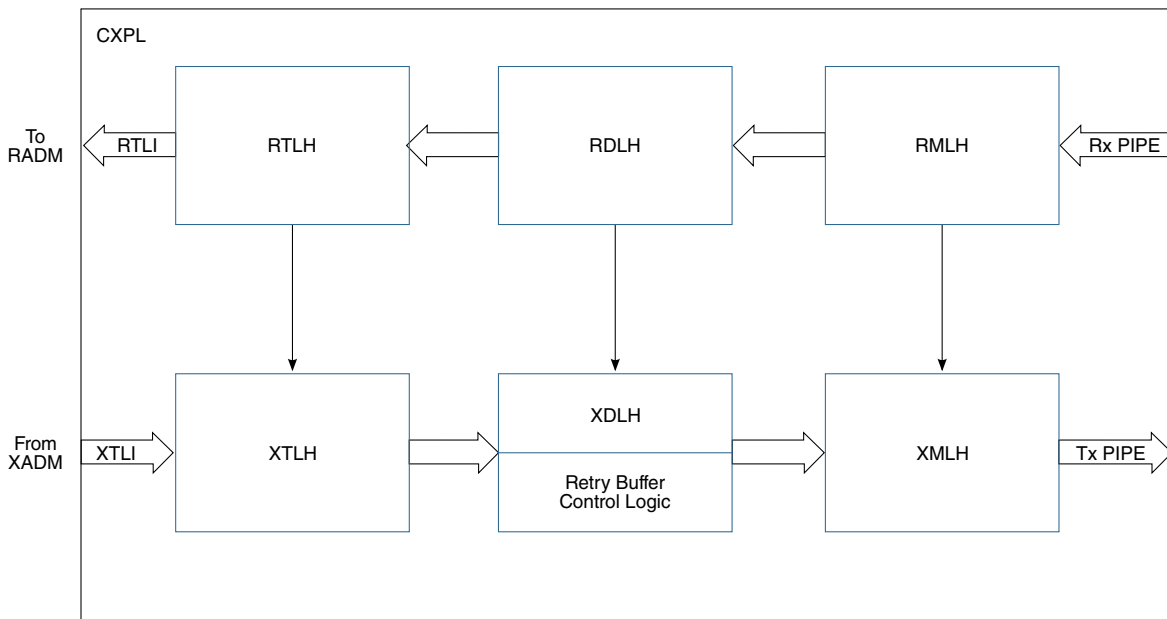 CXPL
To
RADM
RTLI
RTLH
RDLH
RMLH
Rx PIPE
From
XADM
XTLI
XTLH
XDLH
Retry Buffer
Control Logic
XMLH
Tx PIPE